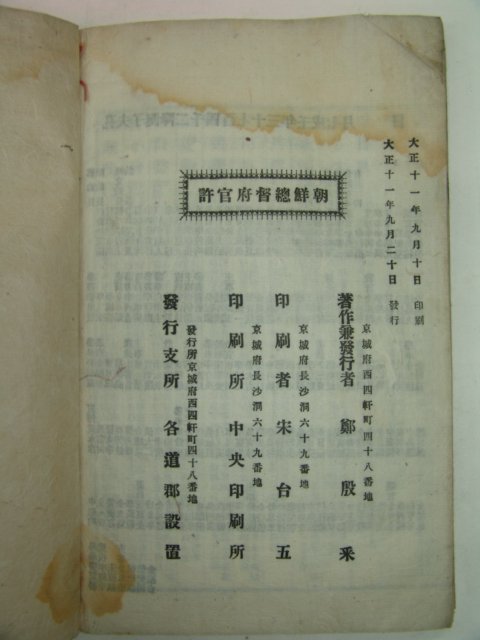 大正十一年九月十日 印刷
大正十一年九月二十日 發行
朝鮮總督府官許
京城府西四軒町四十八番地
著作兼發行者 鄭殷采
京城府長沙洞六十九番地
印刷者 宋台五
京城府長沙洞六十九番地
印刷所 中央印刷所
發行所京城府西四軒町四十八番地
發行支所 各道郡設置